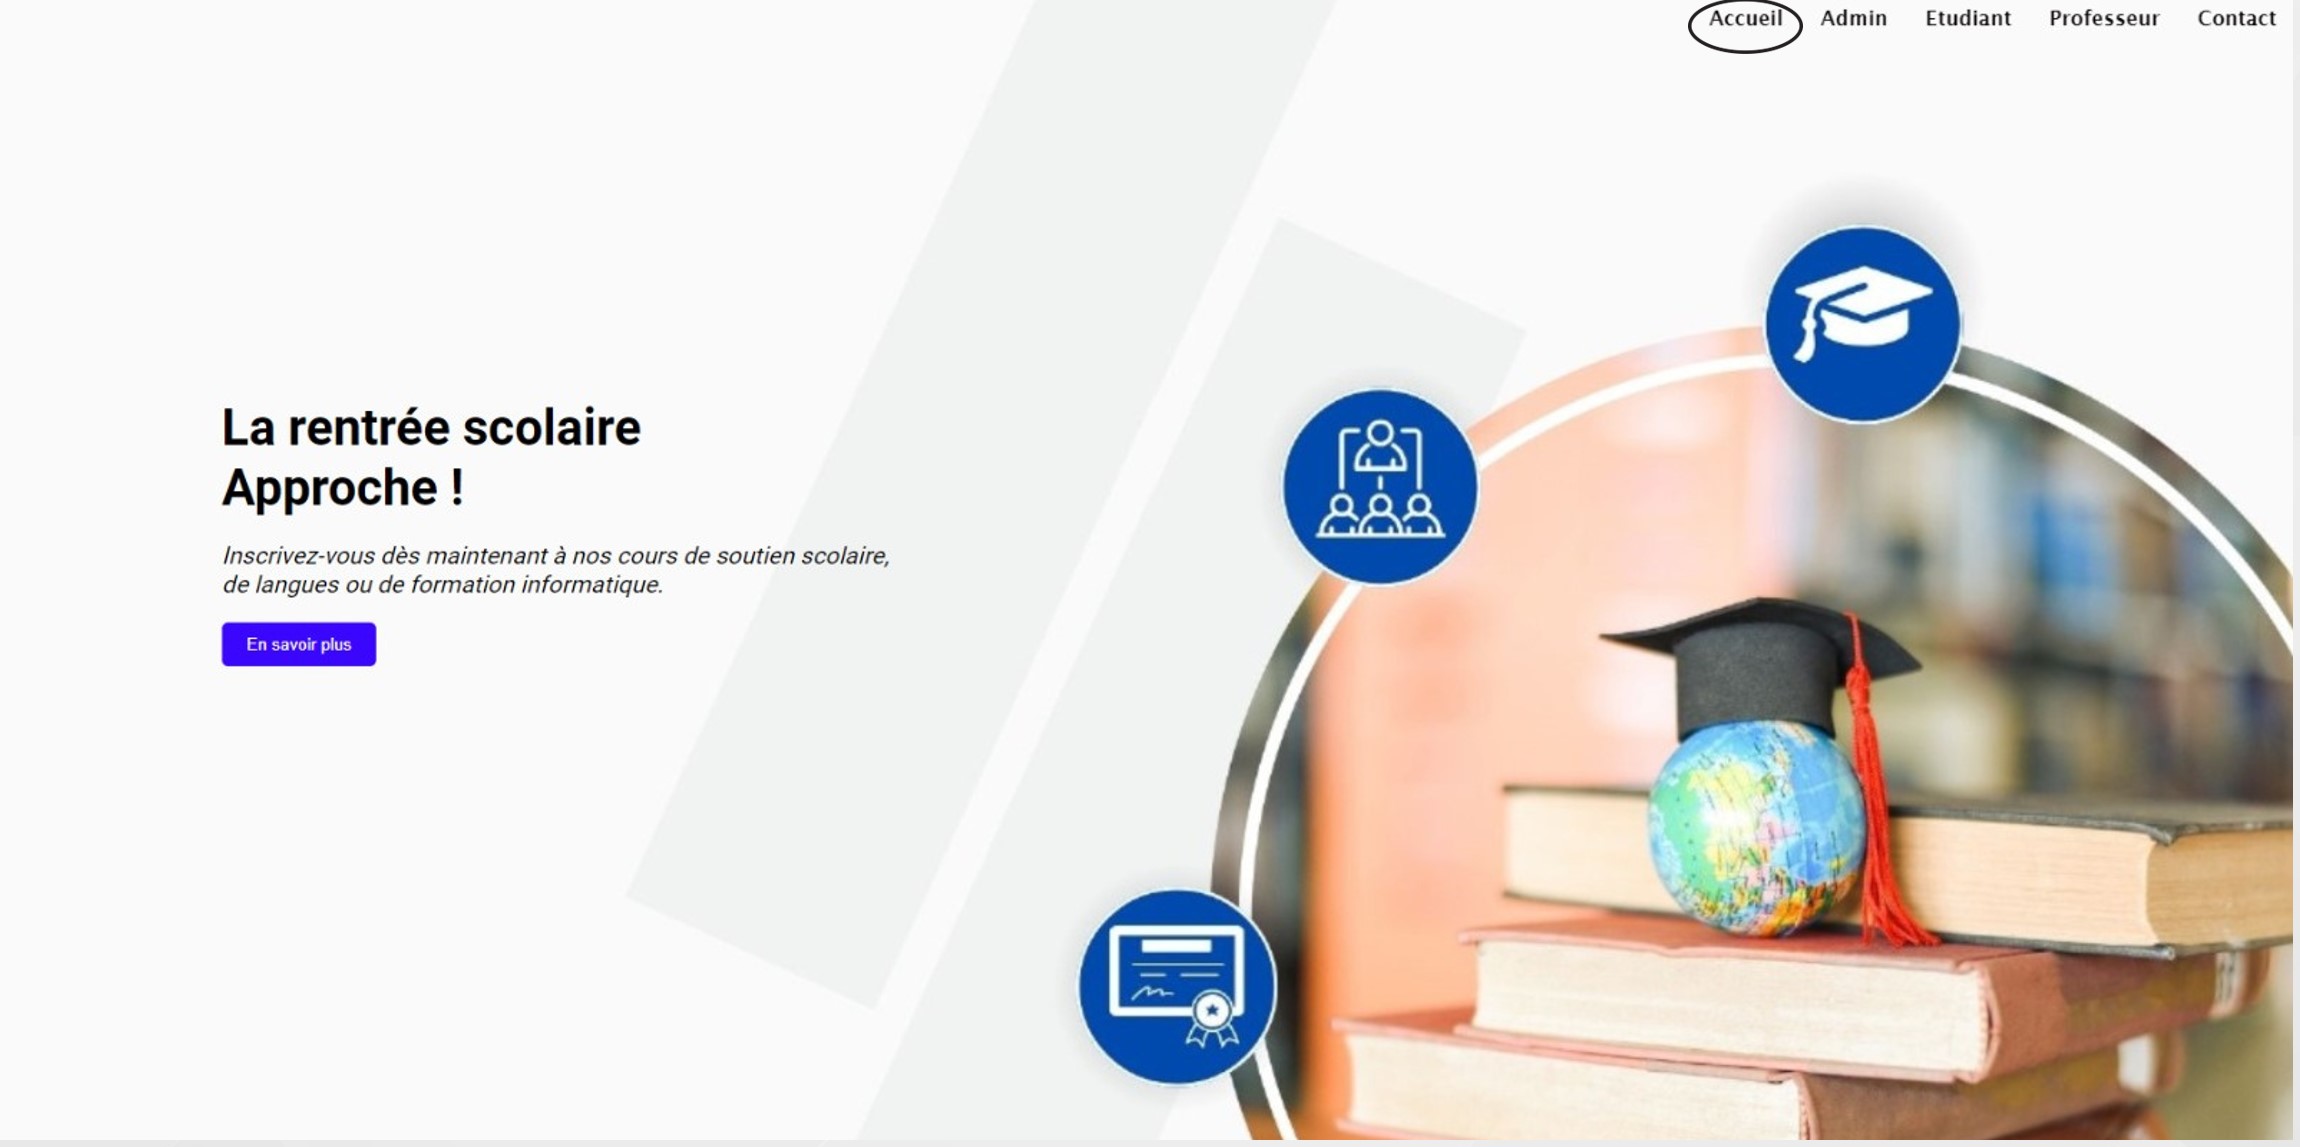 Accueil Admin Etudiant Professeur Contact
La rentrée scolaire
Approche !
Inscrivez-vous dès maintenant à nos cours de soutien scolaire,
de langues ou de formation informatique.
En savoir plus